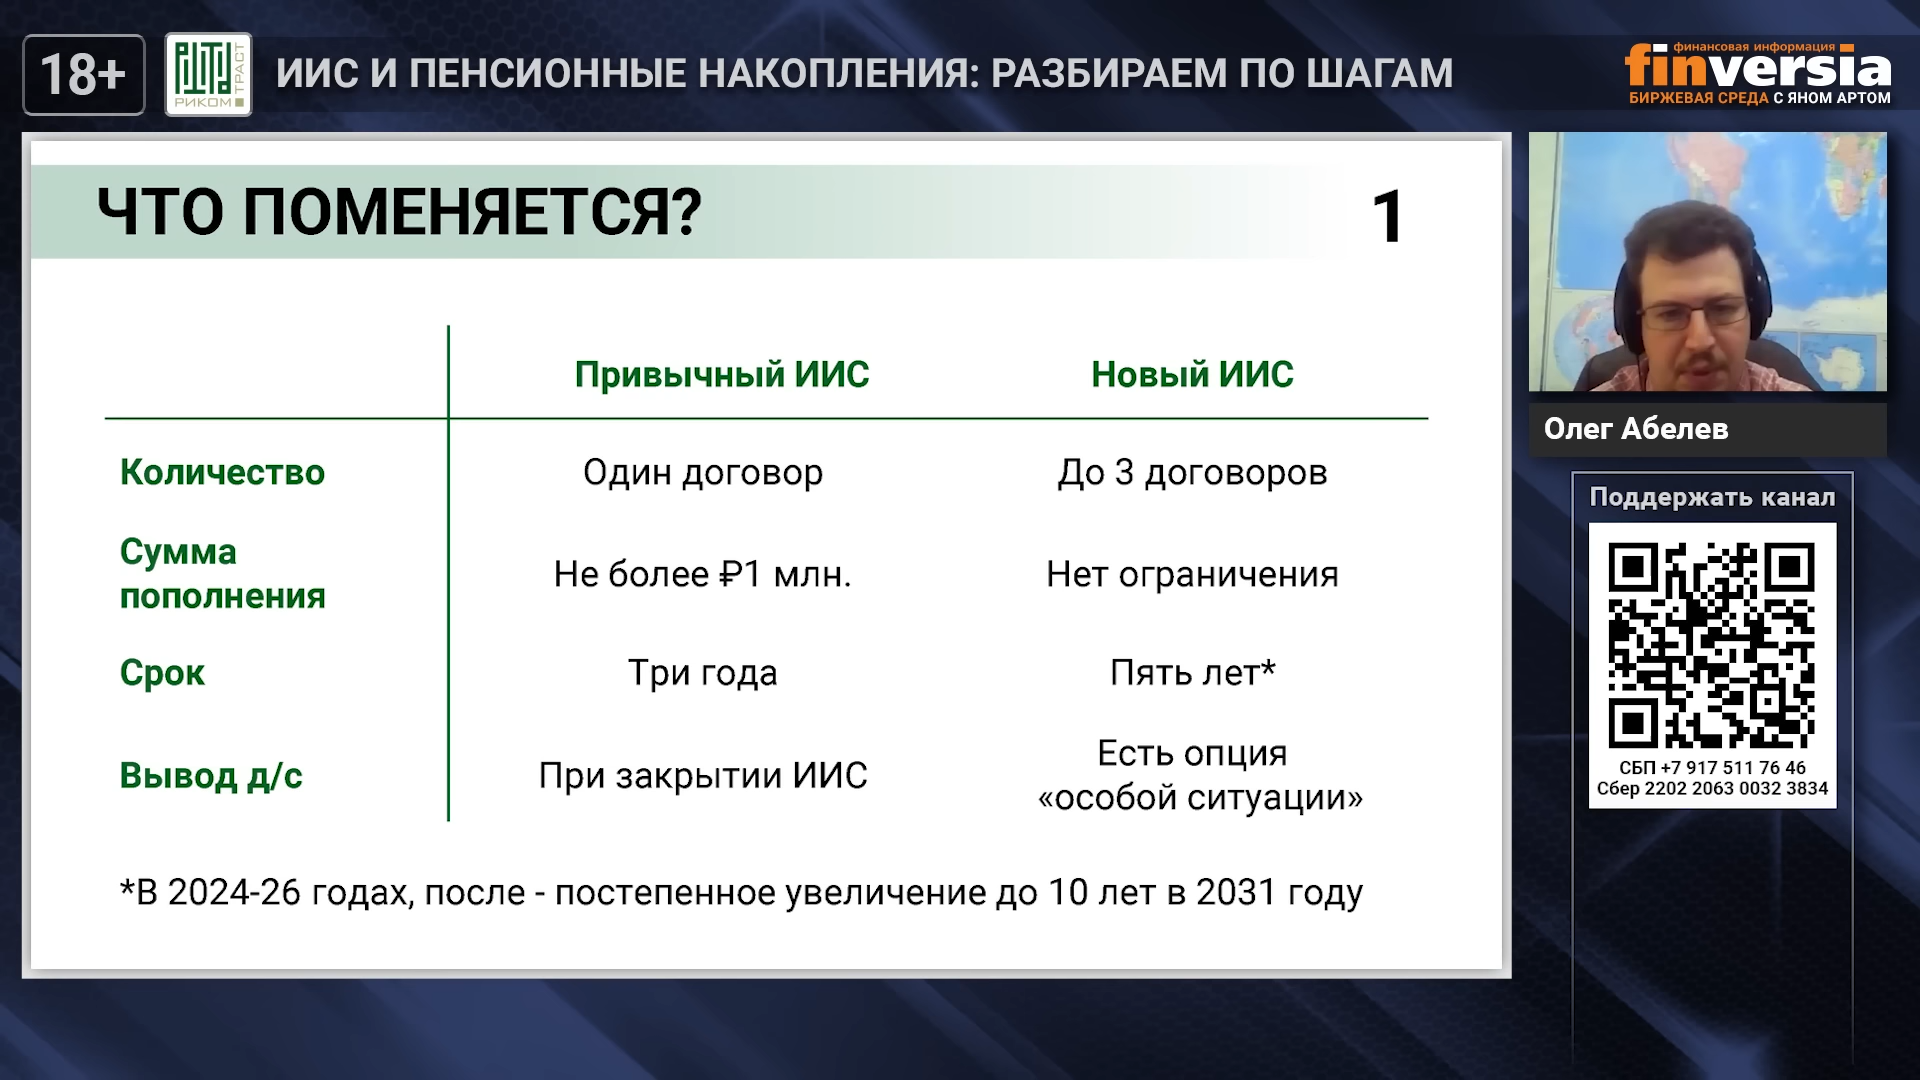 18+
РИКОМ
ТРАСТ
ИИС И ПЕНСИОННЫЕ НАКОПЛЕНИЯ: РАЗБИРАЕМ ПО ШАГАМ
финансовая информация
finversia
БИРЖЕВАЯ СРЕДА С ЯНОМ АРТОМ
ЧТО ПОМЕНЯЕТСЯ?
1
Привычный ИИС
Новый ИИС
Количество
Один договор
До 3 договоров
Сумма
пополнения
Не более ₽1 млн.
Нет ограничения
Срок
Три года
Пять лет*
Вывод д/с
При закрытии ИИС
Есть опция
«особой ситуации»
*В 2024-26 годах, после - постепенное увеличение до 10 лет в 2031 году
Олег Абелев
Поддержать канал
СБП +7 917 511 76 46
Сбер 2202 2063 0032 3834